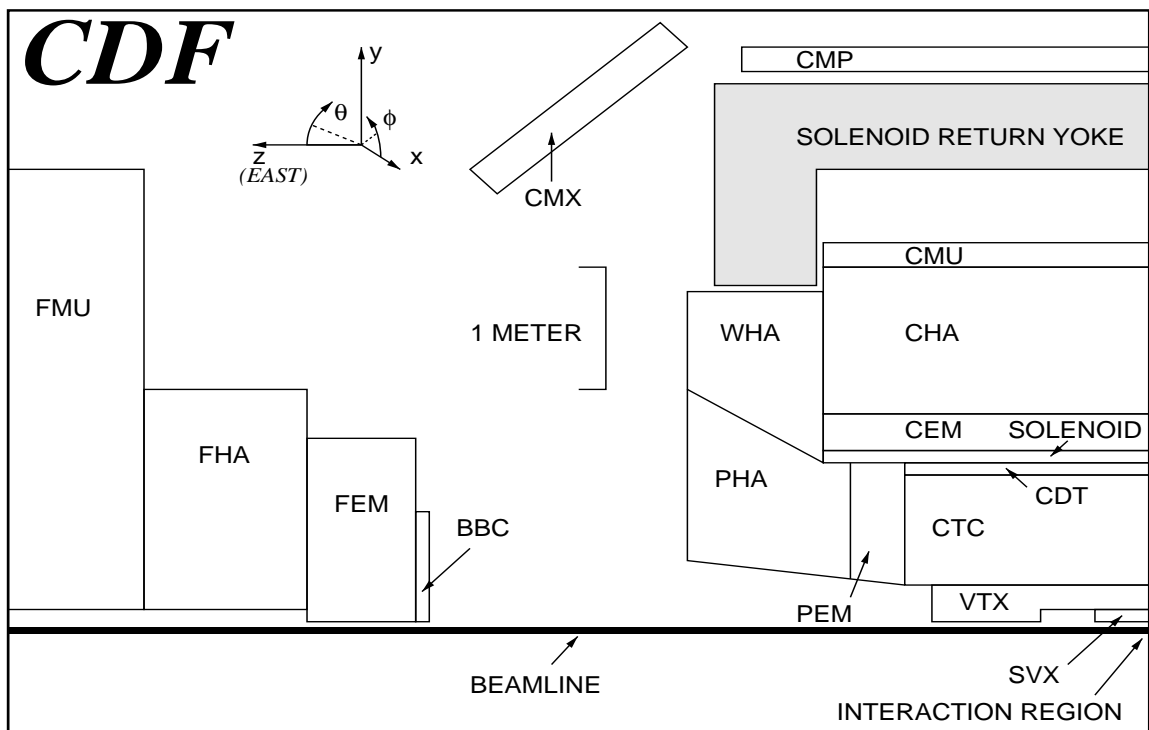 CDF
y
θ
φ
z
x
(EAST)
CMP
SOLENOID RETURN YOKE
CMX
CMU
FMU
1 METER
WHA
CHA
CEM
SOLENOID
FHA
PHA
CDT
FEM
BBC
CTC
VTX
PEM
SVX
BEAMLINE
INTERACTION REGION